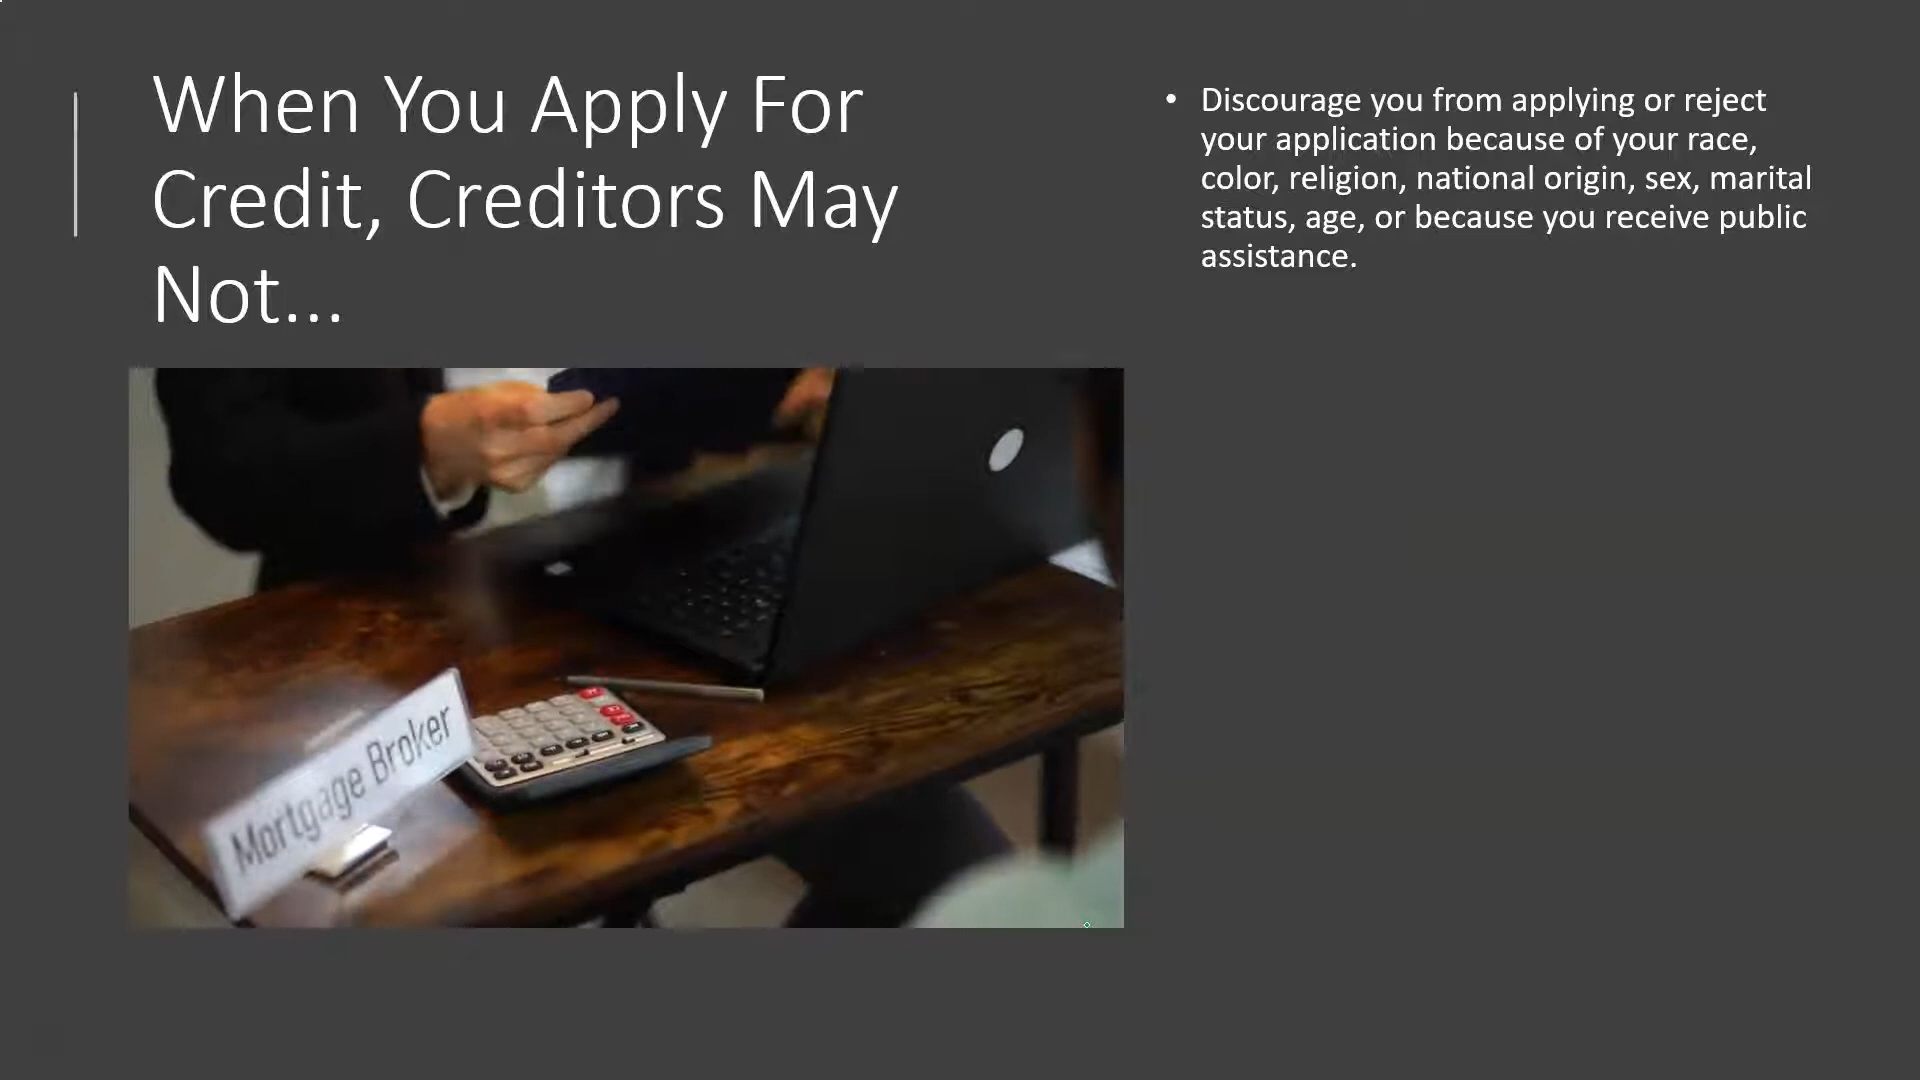 When You Apply For
Credit, Creditors May
Not...
Discourage you from applying or reject
your application because of your race,
color, religion, national origin, sex, marital
status, age, or because you receive public
assistance.
Mortgage Broker